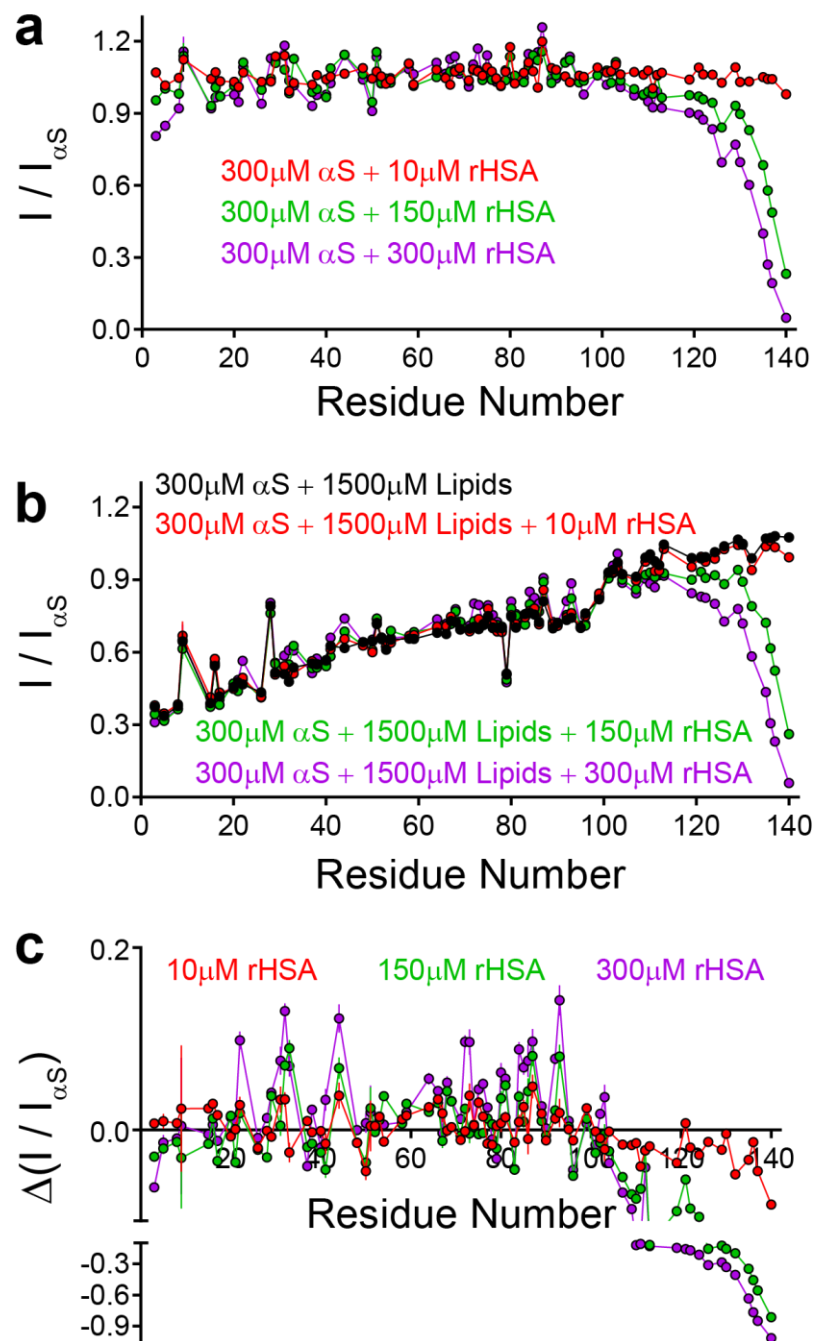 a
1.2
0.9
0.6
0.3
0.0
I / IαS
300μM αS + 10μM rHSA
300μM αS + 150μM rHSA
300μM αS + 300μM rHSA
0 20 40 60 80 100 120 140
Residue Number
b
300μM αS + 1500μM Lipids
300μM αS + 1500μM Lipids + 10μM rHSA
1.2
0.9
0.6
0.3
0.0
I / IαS
300μM αS + 1500μM Lipids + 150μM rHSA
300μM αS + 1500μM Lipids + 300μM rHSA
0 20 40 60 80 100 120 140
Residue Number
c
0.2
10μM rHSA 150μM rHSA 300μM rHSA
0.0
Δ(I / IαS)
20 40 60 80 100 120 140
Residue Number
-0.3
-0.6
-0.9